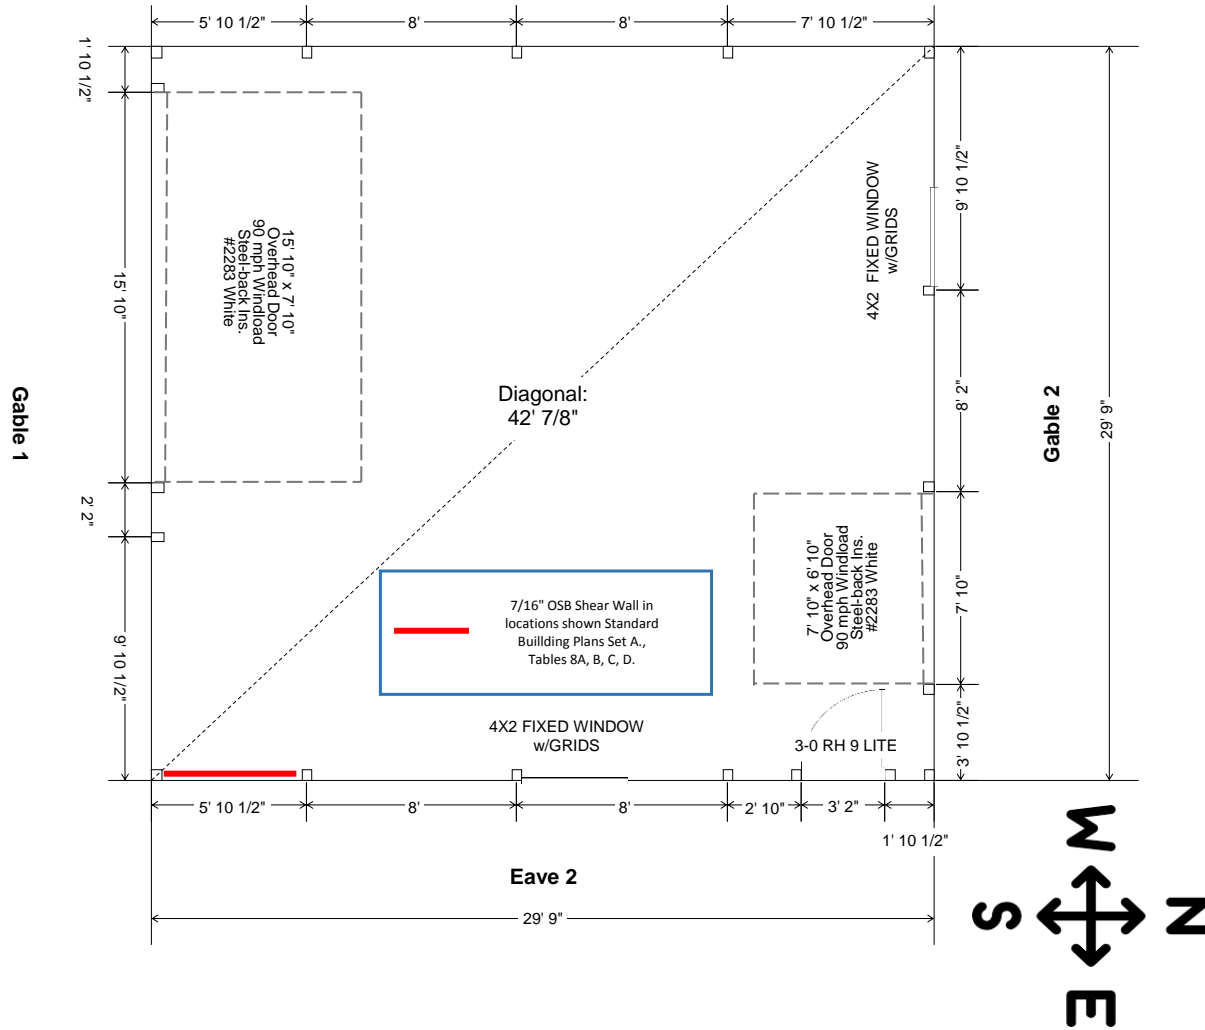 5' 10 1/2"
8'
8'
7' 10 1/2"
1' 10 1/2"
15' 10"
2' 2"
9' 10 1/2"
Gable 1
15' 10" x 7' 10"
Overhead Door
90 mph Windload
Steel-back Ins.
#2283 White
Diagonal:
42' 7/8"
4X2 FIXED WINDOW
w/GRIDS
9' 10 1/2"
8' 2"
7' 10"
3' 10 1/2"
Gable 2
29' 9"
7' 10" x 6' 10"
Overhead Door
90 mph Windload
Steel-back Ins.
#2283 White
7/16" OSB Shear Wall in
locations shown Standard
Buillding Plans Set A.,
Tables 8A, B, C, D.
4X2 FIXED WINDOW
w/GRIDS
3-0 RH 9 LITE
5' 10 1/2"
8'
8'
2' 10"
3' 2"
1' 10 1/2"
Eave 2
29' 9"
W
S
N
E